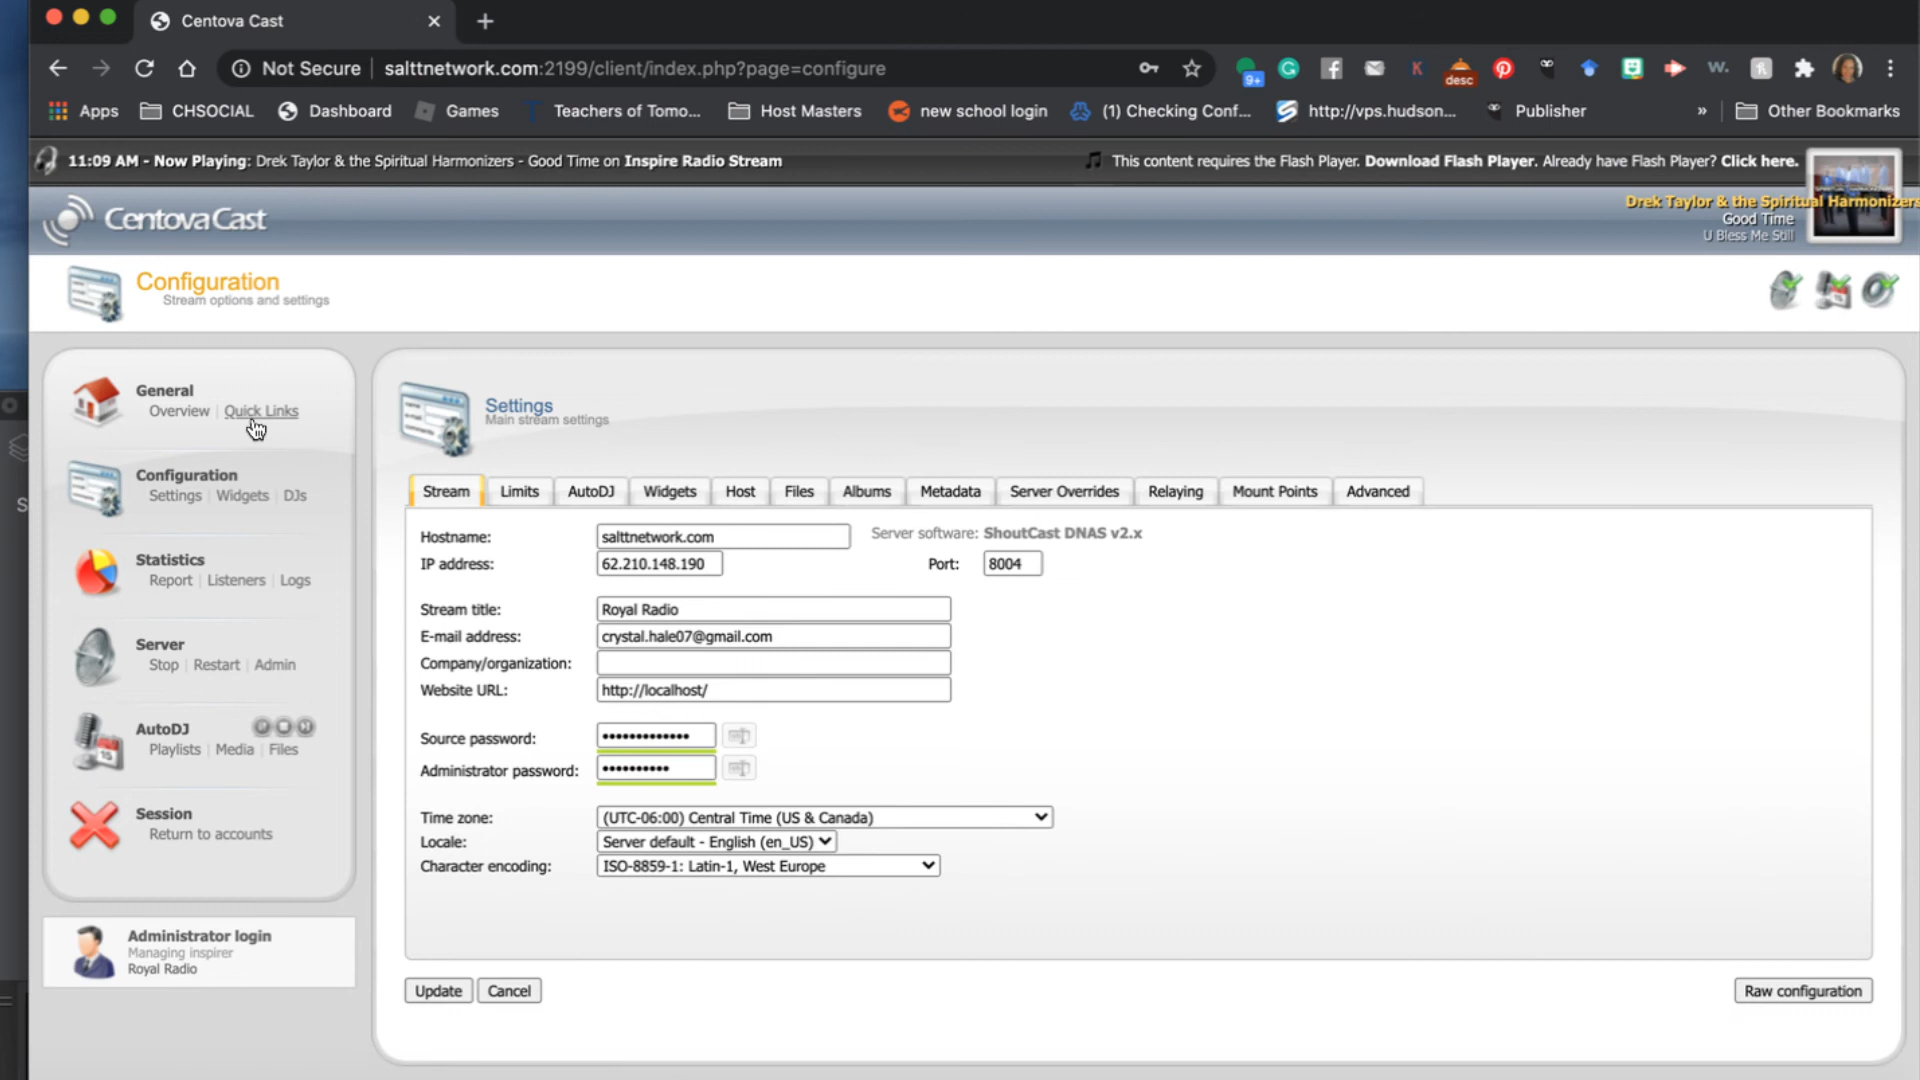 Centova Cast
Not Secure salttnetwork.com:2199/client/index.php?page=configure
9+ desc
Apps CHSOCIAL Dashboard Games Teachers of Tomo... Host Masters new school login (1) Checking Conf... http://vps.hudson... Publisher » Other Bookmarks
11:09 AM - Now Playing: Drek Taylor & the Spiritual Harmonizers - Good Time on Inspire Radio Stream This content requires the Flash Player. Download Flash Player. Already have Flash Player? Click here.
CentovaCast
Drek Taylor & the Spiritual Harmonizers
Good Time
U Bless Me Still
Configuration
Stream options and settings
General
Overview | Quick Links
Configuration
Settings | Widgets | DJs
Statistics
Report | Listeners | Logs
Server
Stop | Restart | Admin
AutoDJ
Playlists | Media | Files
Session
Return to accounts
Administrator login
Managing inspirer
Royal Radio
Settings
Main stream settings
Stream Limits AutoDJ Widgets Host Files Albums Metadata Server Overrides Relaying Mount Points Advanced
Hostname: salttnetwork.com Server software: ShoutCast DNAS v2.x
IP address: 62.210.148.190 Port: 8004
Stream title: Royal Radio
E-mail address: crystal.hale07@gmail.com
Company/organization:
Website URL: http://localhost/
Source password: •••••••••••••
Administrator password: ••••••••••
Time zone: (UTC-06:00) Central Time (US & Canada)
Locale: Server default - English (en_US)
Character encoding: ISO-8859-1: Latin-1, West Europe
Update Cancel Raw configuration